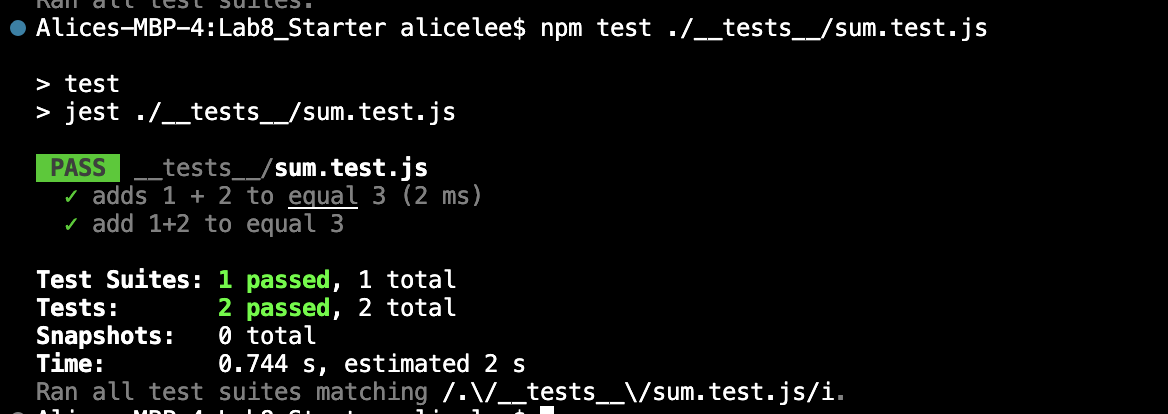 Ran all test suites.
Alices-MBP-4:Lab8_Starter alicelee$ npm test ./__tests__/sum.test.js
> test
> jest ./__tests__/sum.test.js
PASS __tests__/sum.test.js
✓ adds 1 + 2 to equal 3 (2 ms)
✓ add 1+2 to equal 3
Test Suites: 1 passed, 1 total
Tests: 2 passed, 2 total
Snapshots: 0 total
Time: 0.744 s, estimated 2 s
Ran all test suites matching /.\/__tests__\/sum.test.js/i.
Alices-MBP-4:Lab8_Starter alicelee$